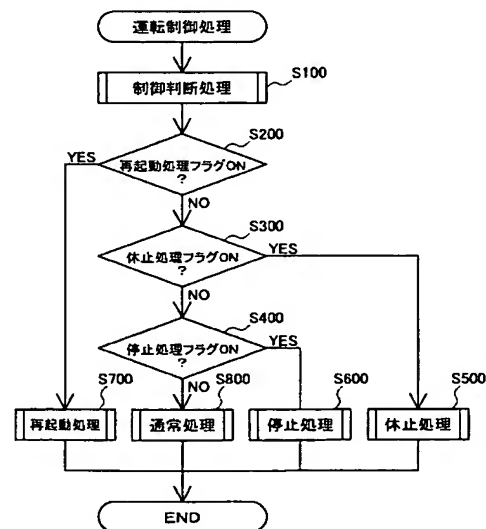 運転制御処理
制御判断処理
S100
S200
YES
再起動処理フラグON
?
NO
S300
休止処理フラグON
?
YES
NO
S400
停止処理フラグON
?
YES
NO
S700
再起動処理
S800
通常処理
S600
停止処理
S500
休止処理
END